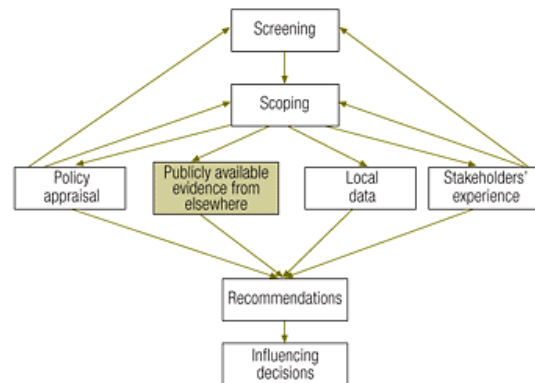 Screening
Scoping
Policy
appraisal
Publicly available
evidence from
elsewhere
Local
data
Stakeholders'
experience
Recommendations
Influencing
decisions